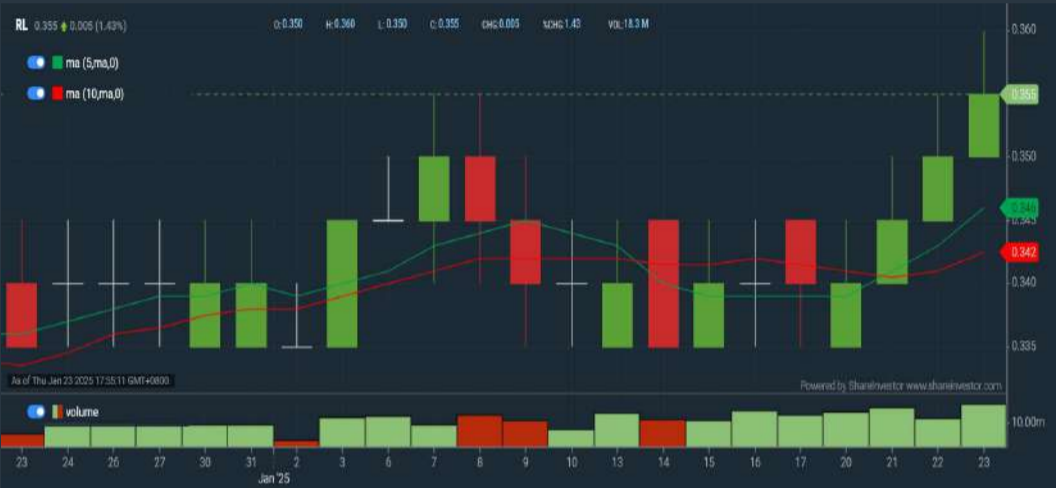 RL 0.355 0.005 (1.43%) O:0.350 H:0.360 L:0.350 C:0.355 CHG:0.005 %CHG:1.43 VOL:18.3 M
ma (5,ma,0)
ma (10,ma,0)
0.360
0.355
0.350
0.346
0.345
0.342
0.340
0.335
As of Thu Jan 23 2025 17:55:11 GMT+0800
Powered by ShareInvestor www.shareinvestor.com
volume
10.00m
23 24 26 27 30 31 2 3 6 7 8 9 10 13 14 15 16 17 20 21 22 23
Jan '25